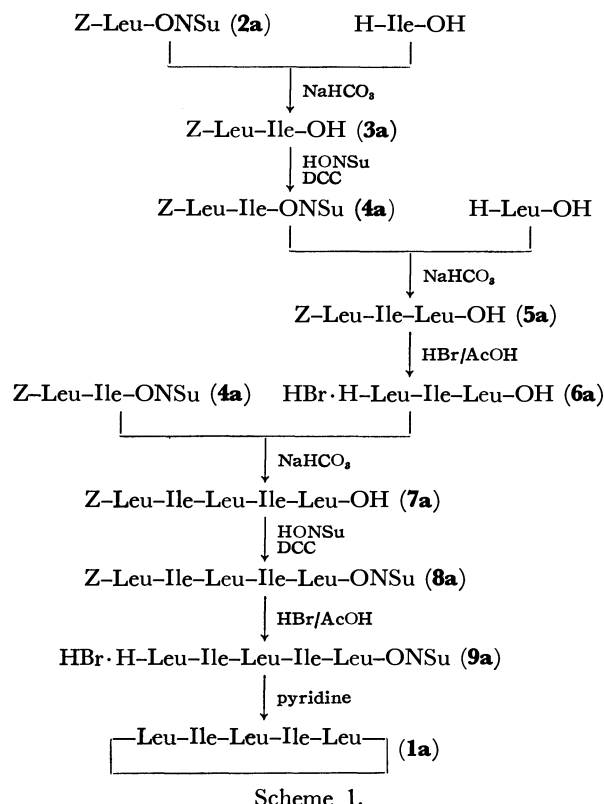 Z–Leu–ONSu (2a) H–Ile–OH
NaHCO₃
Z–Leu–Ile–OH (3a)
HONSu
DCC
Z–Leu–Ile–ONSu (4a) H–Leu–OH
NaHCO₃
Z–Leu–Ile–Leu–OH (5a)
HBr/AcOH
Z–Leu–Ile–ONSu (4a) HBr·H–Leu–Ile–Leu–OH (6a)
NaHCO₃
Z–Leu–Ile–Leu–Ile–Leu–OH (7a)
HONSu
DCC
Z–Leu–Ile–Leu–Ile–Leu–ONSu (8a)
HBr/AcOH
HBr·H–Leu–Ile–Leu–Ile–Leu–ONSu (9a)
pyridine
—Leu–Ile–Leu–Ile–Leu— (1a)
Scheme 1.